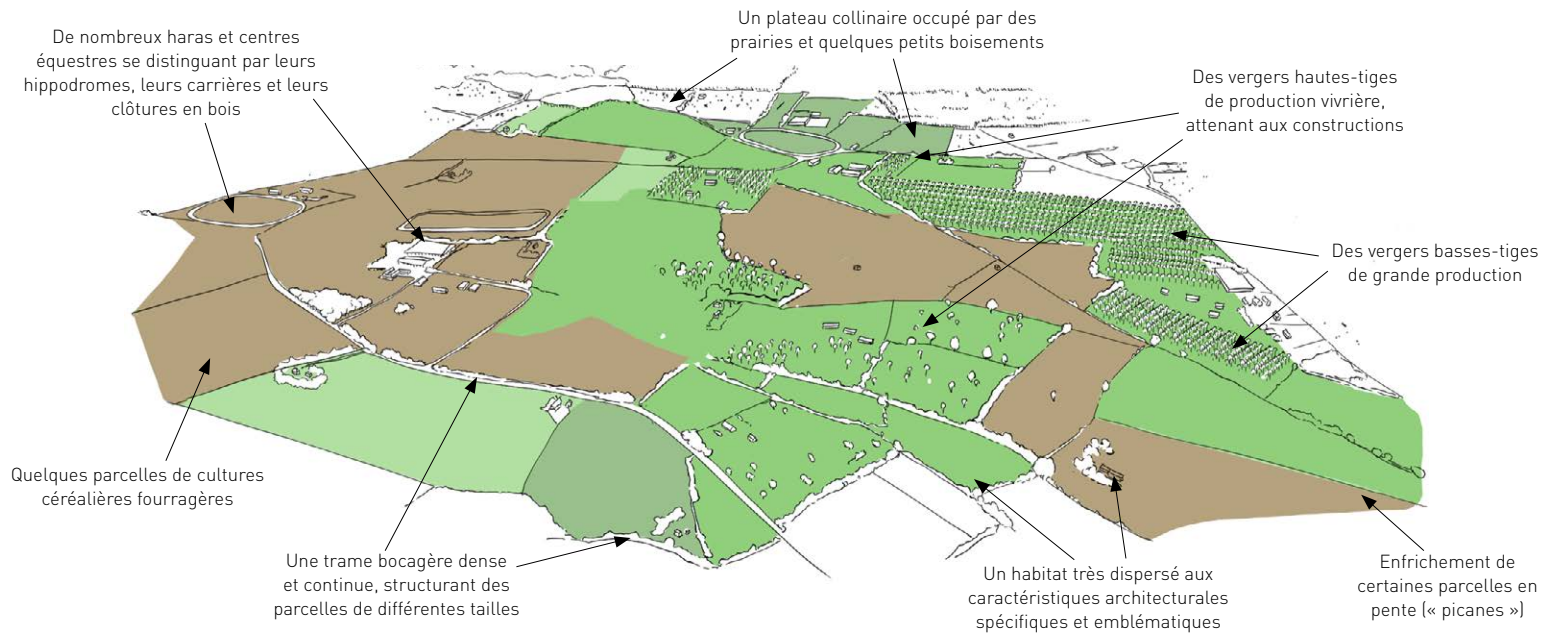 De nombreux haras et centres
équestres se distinguant par leurs
hippodromes, leurs carrières et leurs
clôtures en bois
Un plateau collinaire occupé par des
prairies et quelques petits boisements
Des vergers hautes-tiges
de production vivrière,
attenant aux constructions
Des vergers basses-tiges
de grande production
Quelques parcelles de cultures
céréalières fourragères
Une trame bocagère dense
et continue, structurant des
parcelles de différentes tailles
Un habitat très dispersé aux
caractéristiques architecturales
spécifiques et emblématiques
Enfrichement de
certaines parcelles en
pente (« picanes »)